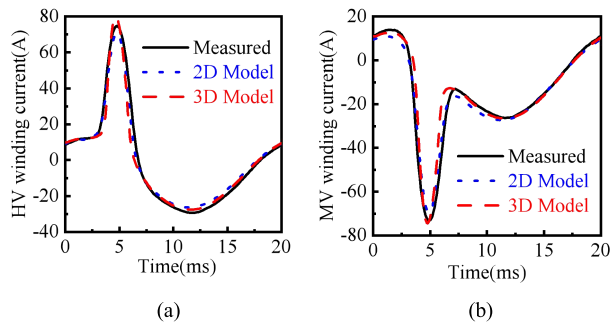 HV winding current(A)
80
60
40
20
0
-20
-40
Measured
2D Model
3D Model
0 5 10 15 20
Time(ms)
(a)
MV winding current(A)
20
0
-20
-40
-60
-80
Measured
2D Model
3D Model
0 5 10 15 20
Time(ms)
(b)